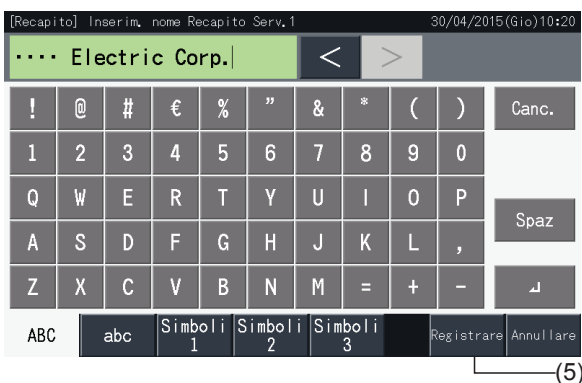 [Recapito] Inserim. nome Recapito Serv.1 30/04/2015(Gio)10:20
···· Electric Corp. < >
! @ # € % " & * ( ) Canc.
1 2 3 4 5 6 7 8 9 0
Q W E R T Y U I O P
Spaz
A S D F G H J K L ,
Z X C V B N M = + - ↵
ABC abc Simboli 1 Simboli 2 Simboli 3 Registrare Annullare
(5)